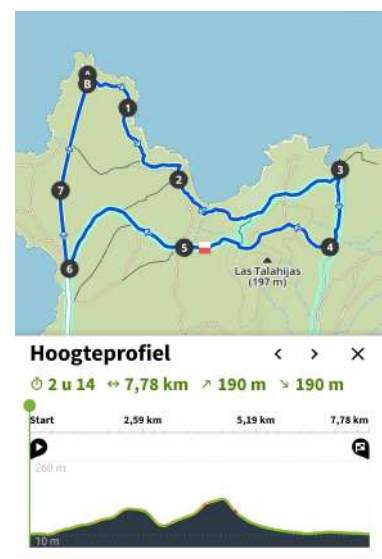 A
B
1
2
3
4
5
6
7
Las Talahijas
(197 m)
Hoogteprofiel
2 u 14 7,78 km 190 m 190 m
Start 2,59 km 5,19 km 7,78 km
260 m
10 m